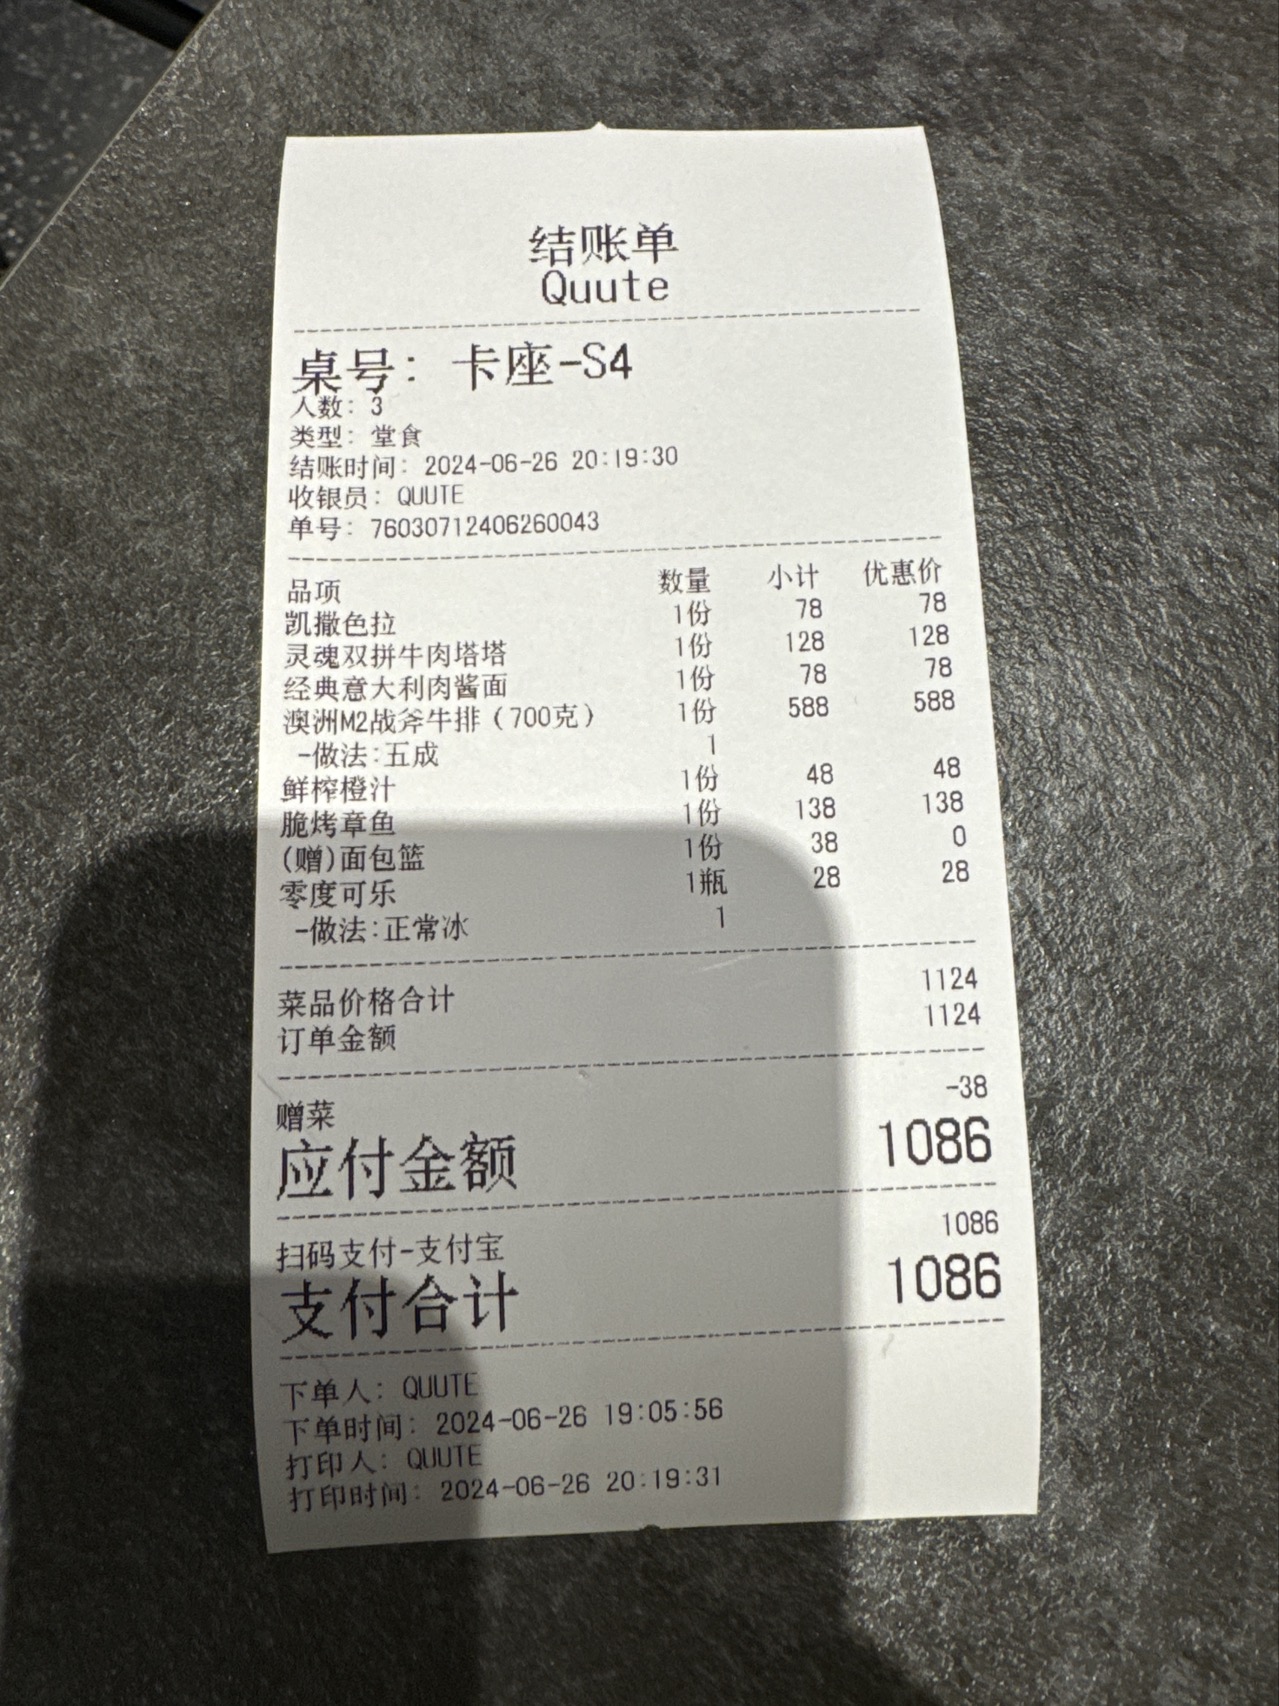 结账单
Quute
桌号: 卡座-S4
人数: 3
类型: 堂食
结账时间: 2024-06-26 20:19:30
收银员: QUUTE
单号: 76030712406260043
品项 数量 小计 优惠价
凯撒色拉 1份 78 78
灵魂双拼牛肉塔塔 1份 128 128
经典意大利肉酱面 1份 78 78
澳洲M2战斧牛排（700克） 1份 588 588
-做法:五成 1
鲜榨橙汁 1份 48 48
脆烤章鱼 1份 138 138
(赠)面包篮 1份 38 0
零度可乐 1瓶 28 28
-做法:正常冰 1
菜品价格合计 1124
订单金额 1124
赠菜 -38
应付金额 1086
扫码支付-支付宝 1086
支付合计 1086
下单人: QUUTE
下单时间: 2024-06-26 19:05:56
打印人: QUUTE
打印时间: 2024-06-26 20:19:31